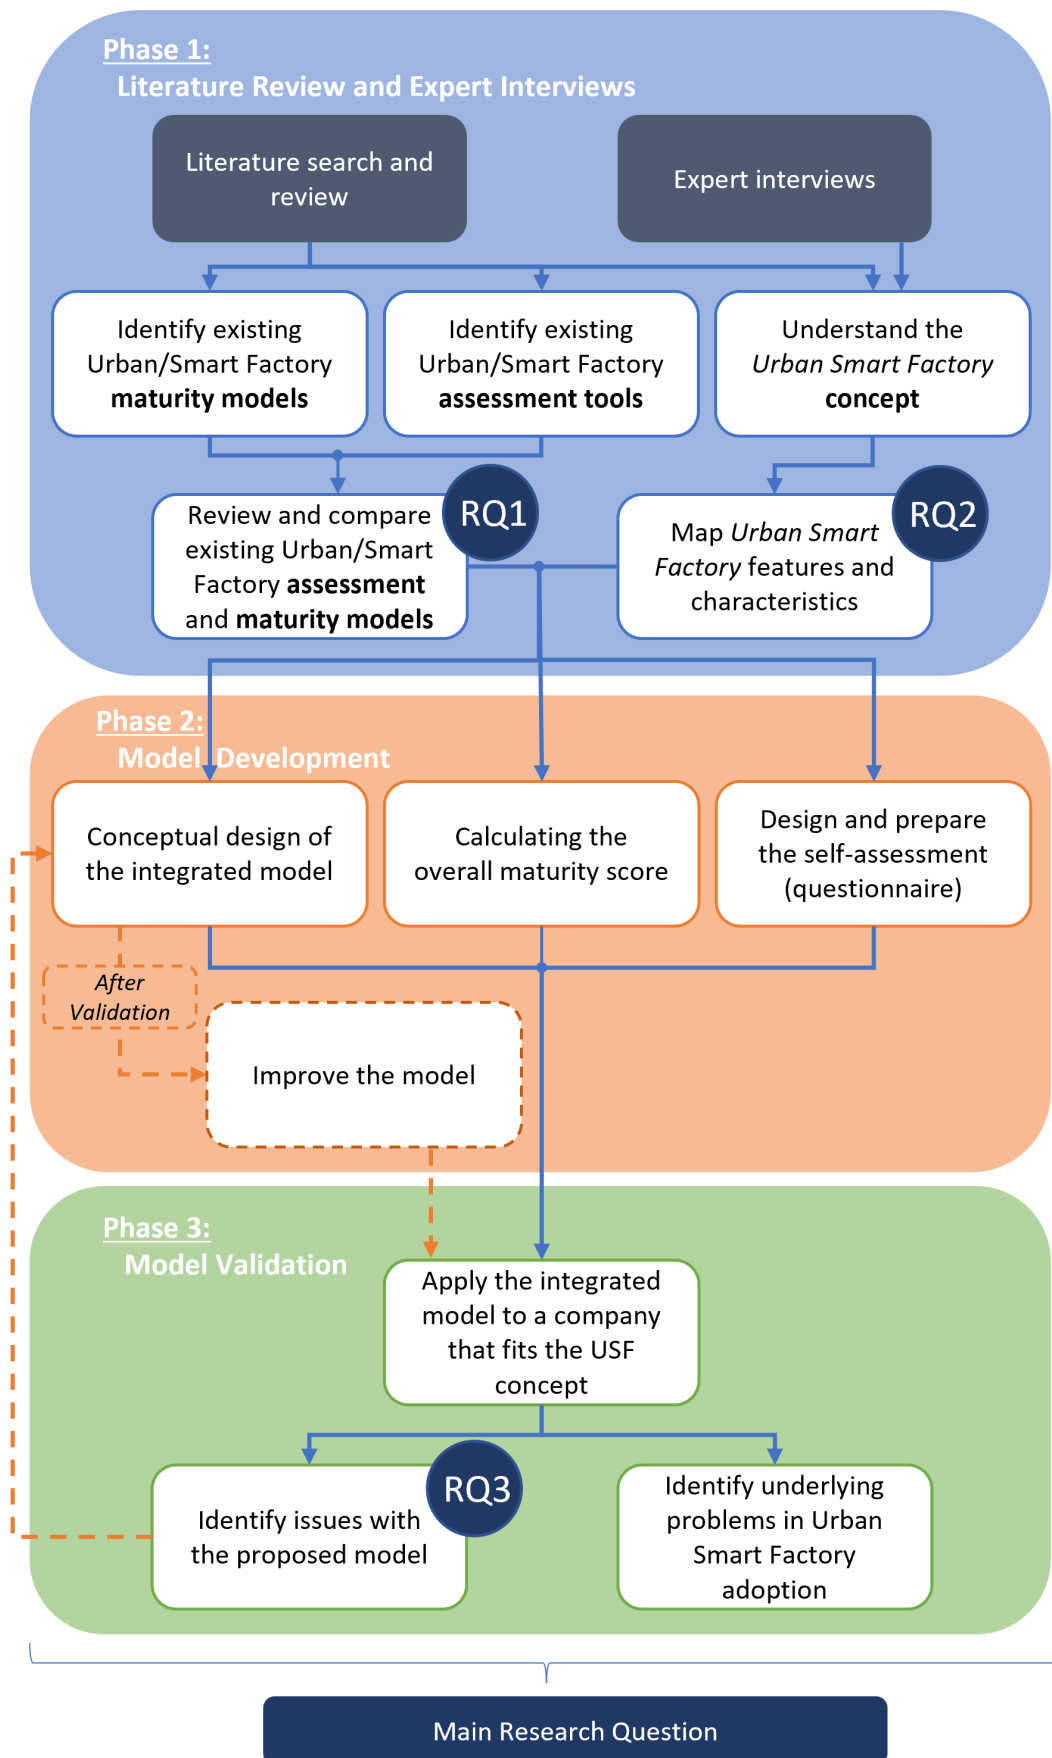 Phase 1:
Literature Review and Expert Interviews
Literature search and
review
Expert interviews
Identify existing
Urban/Smart Factory
maturity models
Identify existing
Urban/Smart Factory
assessment tools
Understand the
Urban Smart Factory
concept
Review and compare
existing Urban/Smart
Factory assessment
and maturity models
RQ1
Map Urban Smart
Factory features and
characteristics
RQ2
Phase 2:
Model Development
Conceptual design of
the integrated model
Calculating the
overall maturity score
Design and prepare
the self-assessment
(questionnaire)
After
Validation
Improve the model
Phase 3:
Model Validation
Apply the integrated
model to a company
that fits the USF
concept
Identify issues with
the proposed model
RQ3
Identify underlying
problems in Urban
Smart Factory
adoption
Main Research Question